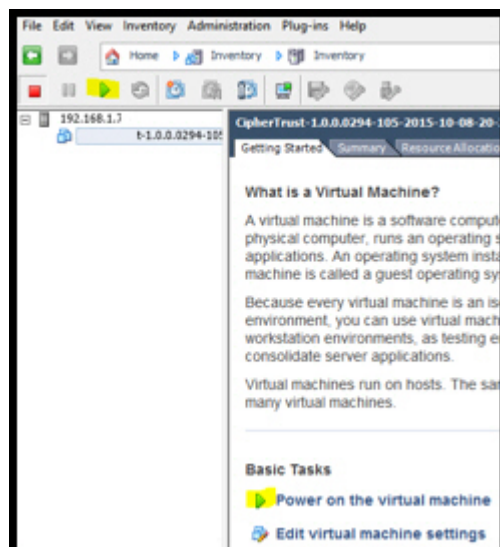 File Edit View Inventory Administration Plug-ins Help
Home Inventory Inventory
192.168.1.7
t-1.0.0.0294-105
CipherTrust-1.0.0.0294-105-2015-10-08-20-
Getting Started Summary Resource Allocatio
What is a Virtual Machine?
A virtual machine is a software comput
physical computer, runs an operating s
applications. An operating system insta
machine is called a guest operating sy
Because every virtual machine is an is
environment, you can use virtual mach
workstation environments, as testing e
consolidate server applications.
Virtual machines run on hosts. The sa
many virtual machines.
Basic Tasks
Power on the virtual machine
Edit virtual machine settings